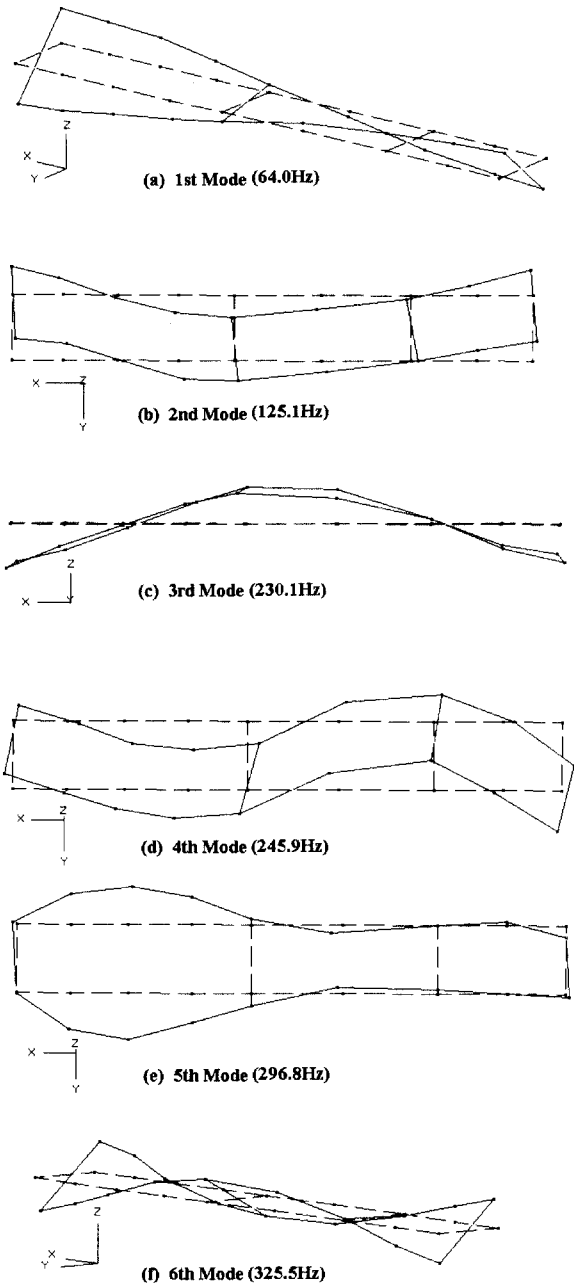 Z
X
Y
(a) 1st Mode (64.0Hz)
X
Z
Y
(b) 2nd Mode (125.1Hz)
Z
X
Y
(c) 3rd Mode (230.1Hz)
Z
X
Y
(d) 4th Mode (245.9Hz)
X
Z
Y
(e) 5th Mode (296.8Hz)
Z
X
Y
(f) 6th Mode (325.5Hz)